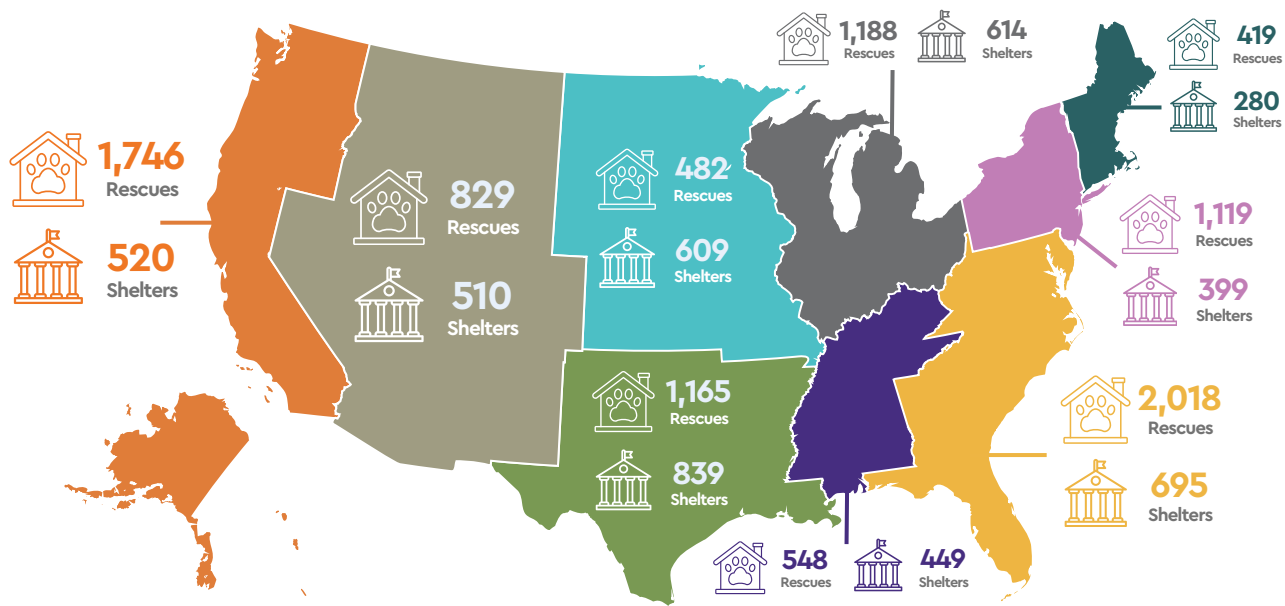 1,188
Rescues
614
Shelters
419
Rescues
280
Shelters
1,746
Rescues
520
Shelters
829
Rescues
510
Shelters
482
Rescues
609
Shelters
1,119
Rescues
399
Shelters
1,165
Rescues
839
Shelters
2,018
Rescues
695
Shelters
548
Rescues
449
Shelters